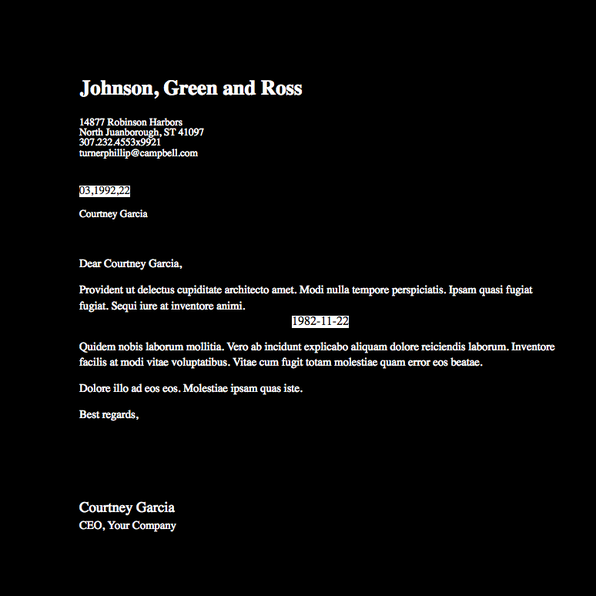 Johnson, Green and Ross
14877 Robinson Harbors
North Juanborough, ST 41097
307.232.4553x9921
turnerphillip@campbell.com
03,1992,22
Courtney Garcia
Dear Courtney Garcia,
Provident ut delectus cupiditate architecto amet. Modi nulla tempore perspiciatis. Ipsam quasi fugiat
fugiat. Sequi iure at inventore animi.
1982-11-22
Quidem nobis laborum mollitia. Vero ab incidunt explicabo aliquam dolore reiciendis laborum. Inventore
facilis at modi vitae voluptatibus. Vitae cum fugit totam molestiae quam error eos beatae.
Dolore illo ad eos eos. Molestiae ipsam quas iste.
Best regards,
Courtney Garcia
CEO, Your Company